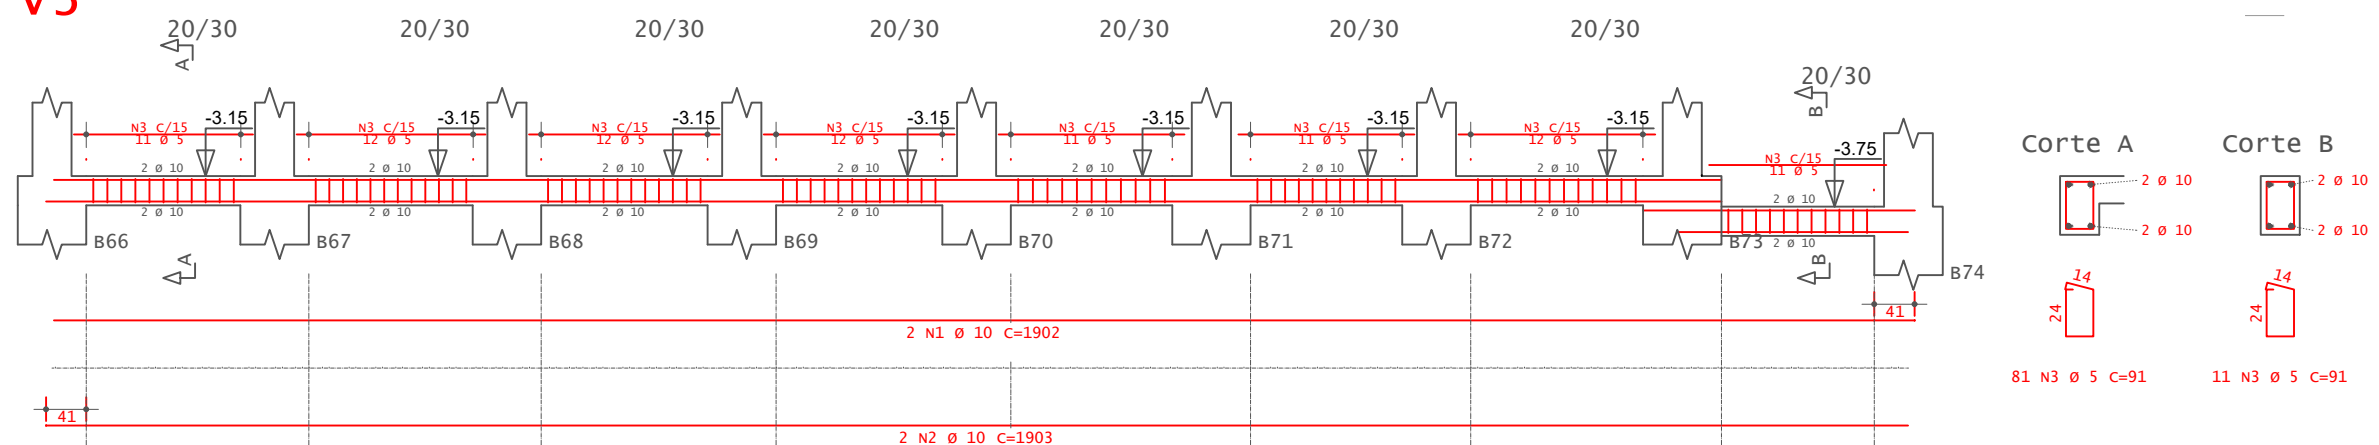 V5
20/30 20/30 20/30 20/30 20/30 20/30 20/30
20/30
A
B
-3.15 -3.15 -3.15 -3.15 -3.15 -3.15 -3.15
N3 C/15 N3 C/15 N3 C/15 N3 C/15 N3 C/15 N3 C/15 N3 C/15
11 Ø 5 12 Ø 5 12 Ø 5 12 Ø 5 11 Ø 5 11 Ø 5 12 Ø 5
-3.75
N3 C/15
11 Ø 5
2 Ø 10 2 Ø 10 2 Ø 10 2 Ø 10 2 Ø 10 2 Ø 10 2 Ø 10
2 Ø 10
2 Ø 10 2 Ø 10 2 Ø 10 2 Ø 10 2 Ø 10 2 Ø 10 2 Ø 10
B66 B67 B68 B69 B70 B71 B72 B73
2 Ø 10
A
B
B74
41
2 N1 Ø 10 C=1902
41
2 N2 Ø 10 C=1903
Corte A
2 Ø 10
2 Ø 10
14
24
81 N3 Ø 5 C=91
Corte B
2 Ø 10
2 Ø 10
14
24
11 N3 Ø 5 C=91